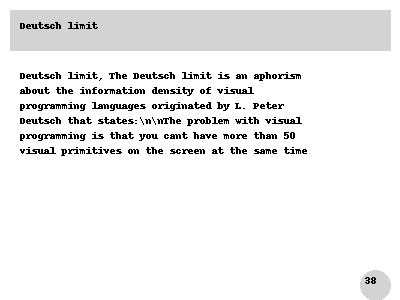 Deutsch limit
Deutsch limit, The Deutsch limit is an aphorism
about the information density of visual
programming languages originated by L. Peter
Deutsch that states:\n\nThe problem with visual
programming is that you cant have more than 50
visual primitives on the screen at the same time
38